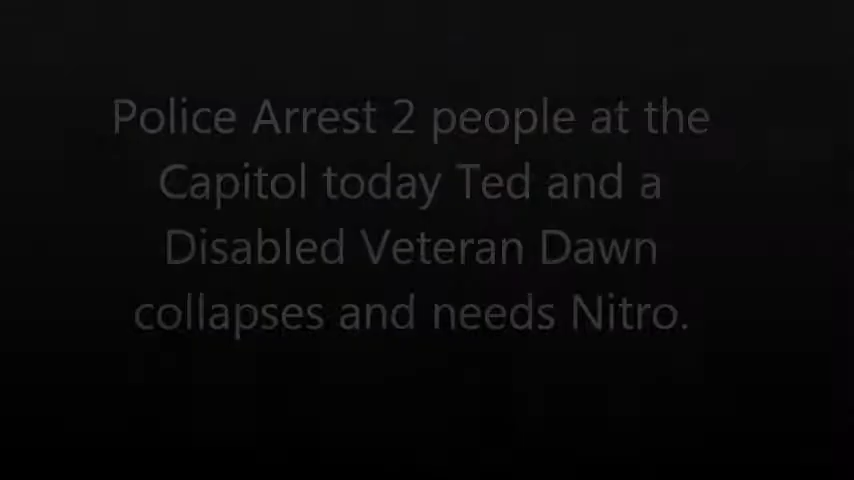 Police Arrest 2 people at the
Capitol today Ted and a
Disabled Veteran Dawn
collapses and needs Nitro.